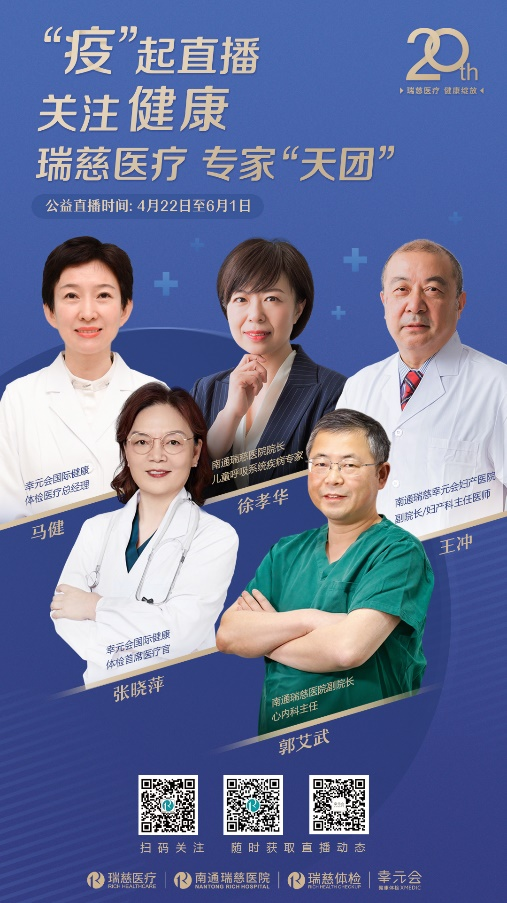 “疫”起直播
关注健康
瑞慈医疗 专家“天团”
20th
瑞慈医疗 健康绽放
公益直播时间: 4月22日至6月1日
幸元会国际健康
体检医疗总经理
马健
南通瑞慈医院院长
儿童呼吸系统疾病专家
徐孝华
南通瑞慈幸元会妇产医院
副院长/妇产科主任医师
王冲
幸元会国际健康
体检首席医疗官
张晓萍
南通瑞慈医院副院长
心内科主任
郭艾武
扫码关注 随时获取直播动态
瑞慈医疗
RICH HEALTHCARE
南通瑞慈医院
NANTONG RICH HOSPITAL
瑞慈体检
RICH HEALTH CHECKUP
幸元会
健康体检 XMEDIC